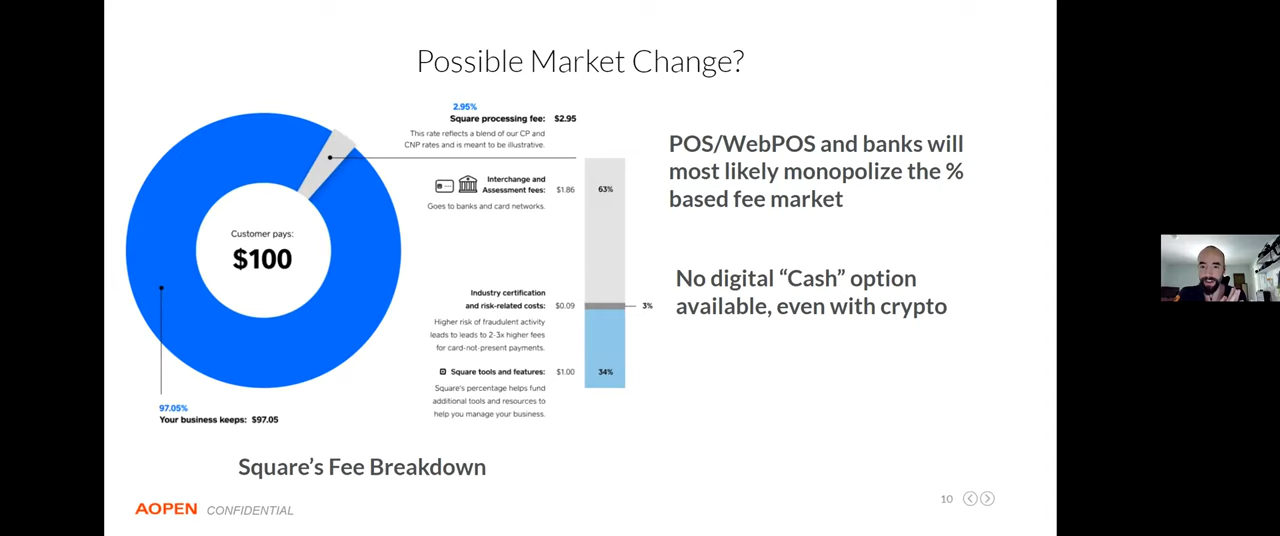 Possible Market Change?
2.95%
Square processing fee: $2.95
This rate reflects a blend of our CP and
CNP rates and is meant to be illustrative.
Interchange and
Assessment fees: $1.86 63%
Goes to banks and card networks.
Customer pays:
$100
Industry certification
and risk-related costs: $0.09 3%
Higher risk of fraudulent activity
leads to leads to 2-3x higher fees
for card-not-present payments.
Square tools and features: $1.00 34%
Square's percentage helps fund
additional tools and resources to
help you manage your business.
97.05%
Your business keeps: $97.05
Square's Fee Breakdown
POS/WebPOS and banks will
most likely monopolize the %
based fee market
No digital “Cash” option
available, even with crypto
AOPEN CONFIDENTIAL
10